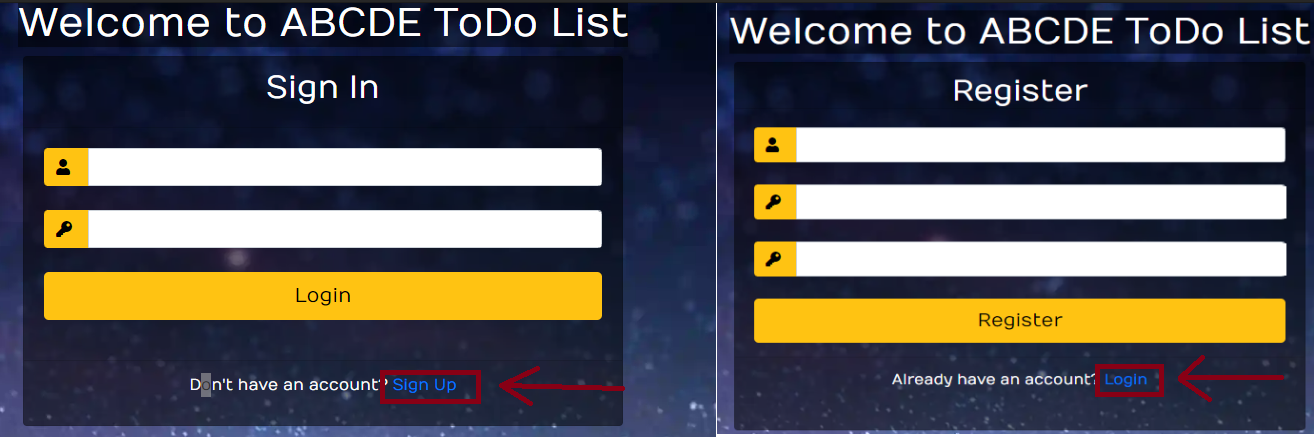 Welcome to ABCDE ToDo List
Sign In
Login
Don't have an account? Sign Up
Welcome to ABCDE ToDo List
Register
Register
Already have an account? Login